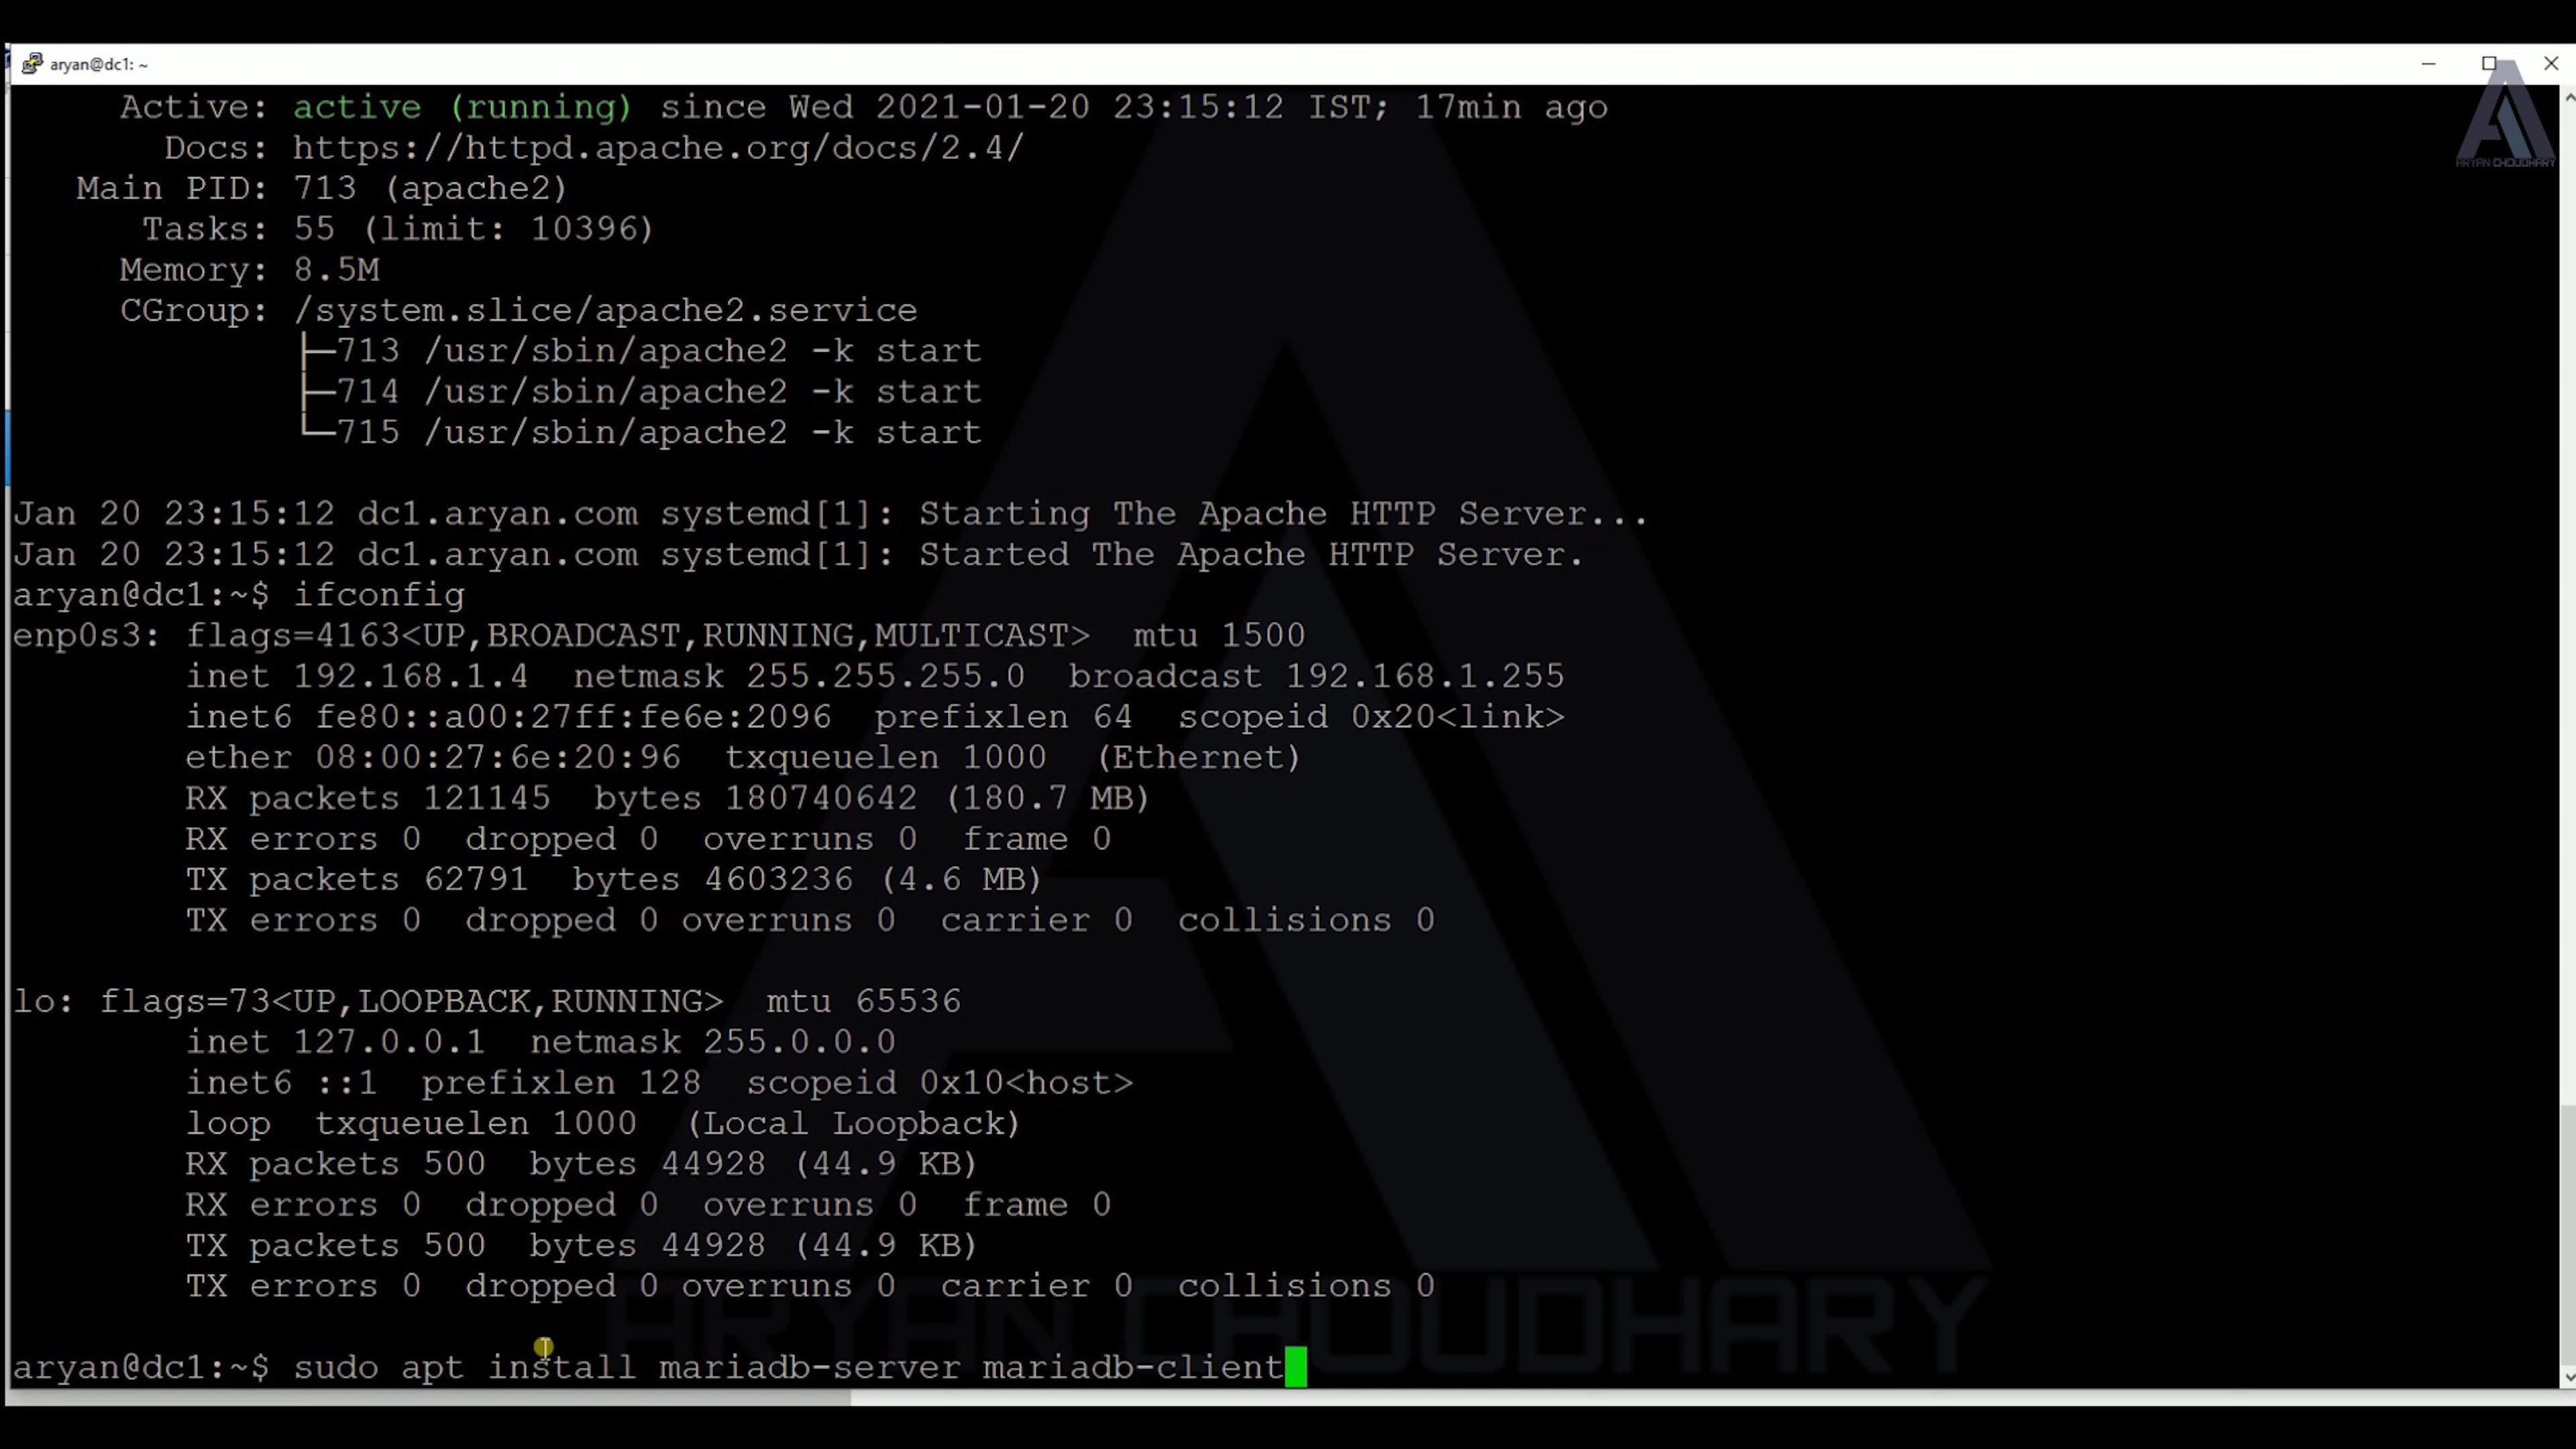 aryan@dc1: ~
Active: active (running) since Wed 2021-01-20 23:15:12 IST; 17min ago
Docs: https://httpd.apache.org/docs/2.4/
Main PID: 713 (apache2)
Tasks: 55 (limit: 10396)
Memory: 8.5M
CGroup: /system.slice/apache2.service
├─713 /usr/sbin/apache2 -k start
├─714 /usr/sbin/apache2 -k start
└─715 /usr/sbin/apache2 -k start
Jan 20 23:15:12 dc1.aryan.com systemd[1]: Starting The Apache HTTP Server...
Jan 20 23:15:12 dc1.aryan.com systemd[1]: Started The Apache HTTP Server.
aryan@dc1:~$ ifconfig
enp0s3: flags=4163<UP,BROADCAST,RUNNING,MULTICAST>  mtu 1500
inet 192.168.1.4  netmask 255.255.255.0  broadcast 192.168.1.255
inet6 fe80::a00:27ff:fe6e:2096  prefixlen 64  scopeid 0x20<link>
ether 08:00:27:6e:20:96  txqueuelen 1000  (Ethernet)
RX packets 121145  bytes 180740642 (180.7 MB)
RX errors 0  dropped 0  overruns 0  frame 0
TX packets 62791  bytes 4603236 (4.6 MB)
TX errors 0  dropped 0 overruns 0  carrier 0  collisions 0
lo: flags=73<UP,LOOPBACK,RUNNING>  mtu 65536
inet 127.0.0.1  netmask 255.0.0.0
inet6 ::1  prefixlen 128  scopeid 0x10<host>
loop  txqueuelen 1000  (Local Loopback)
RX packets 500  bytes 44928 (44.9 KB)
RX errors 0  dropped 0  overruns 0  frame 0
TX packets 500  bytes 44928 (44.9 KB)
TX errors 0  dropped 0 overruns 0  carrier 0  collisions 0
aryan@dc1:~$ sudo apt install mariadb-server mariadb-client
ARYAN CHOUDHARY
ARYAN CHOUDHARY